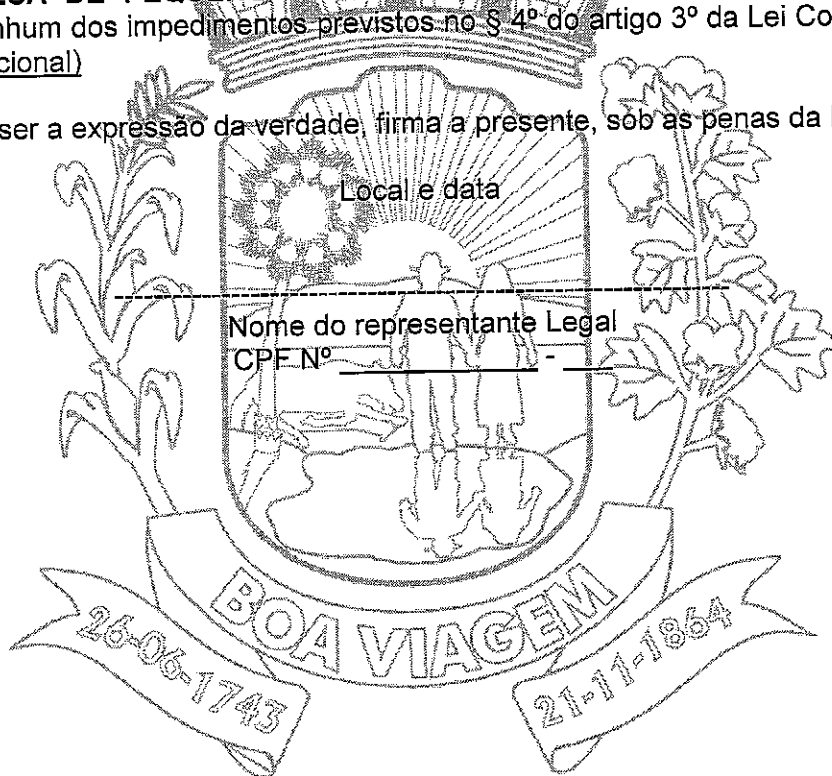 nhum dos impedimentos previstos no § 4º do artigo 3º da Lei Co
cional)
ser a expressão da verdade, firma a presente, sob as penas da
Local e data
Nome do representante Legal
CPF Nº ____________ - ___
BOA VIAGEM
26-06-1743
21-11-1864